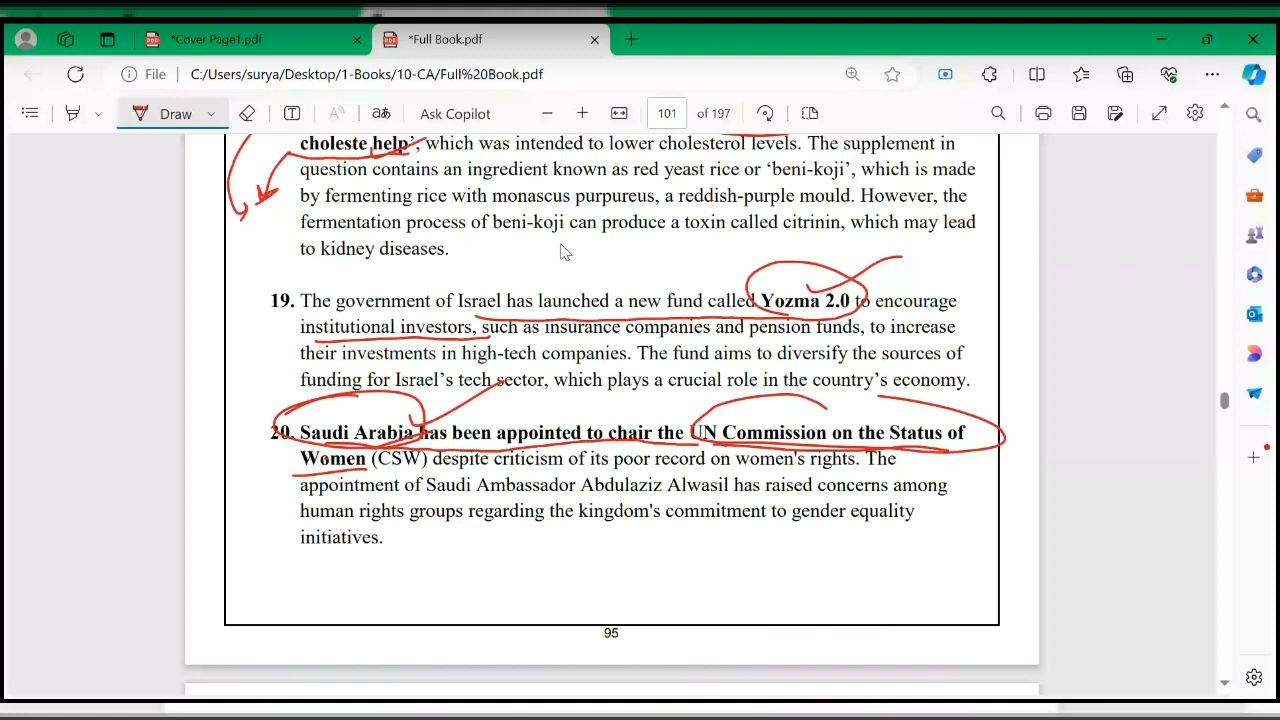 *Cover Page1.pdf
*Full Book.pdf
File
C:/Users/surya/Desktop/1-Books/10-CA/Full%20Book.pdf
Draw
aあ
Ask Copilot
101 of 197
choleste help’, which was intended to lower cholesterol levels. The supplement in
question contains an ingredient known as red yeast rice or ‘beni-koji’, which is made
by fermenting rice with monascus purpureus, a reddish-purple mould. However, the
fermentation process of beni-koji can produce a toxin called citrinin, which may lead
to kidney diseases.
19. The government of Israel has launched a new fund called Yozma 2.0 to encourage
institutional investors, such as insurance companies and pension funds, to increase
their investments in high-tech companies. The fund aims to diversify the sources of
funding for Israel’s tech sector, which plays a crucial role in the country’s economy.
20. Saudi Arabia has been appointed to chair the UN Commission on the Status of
Women (CSW) despite criticism of its poor record on women's rights. The
appointment of Saudi Ambassador Abdulaziz Alwasil has raised concerns among
human rights groups regarding the kingdom's commitment to gender equality
initiatives.
95